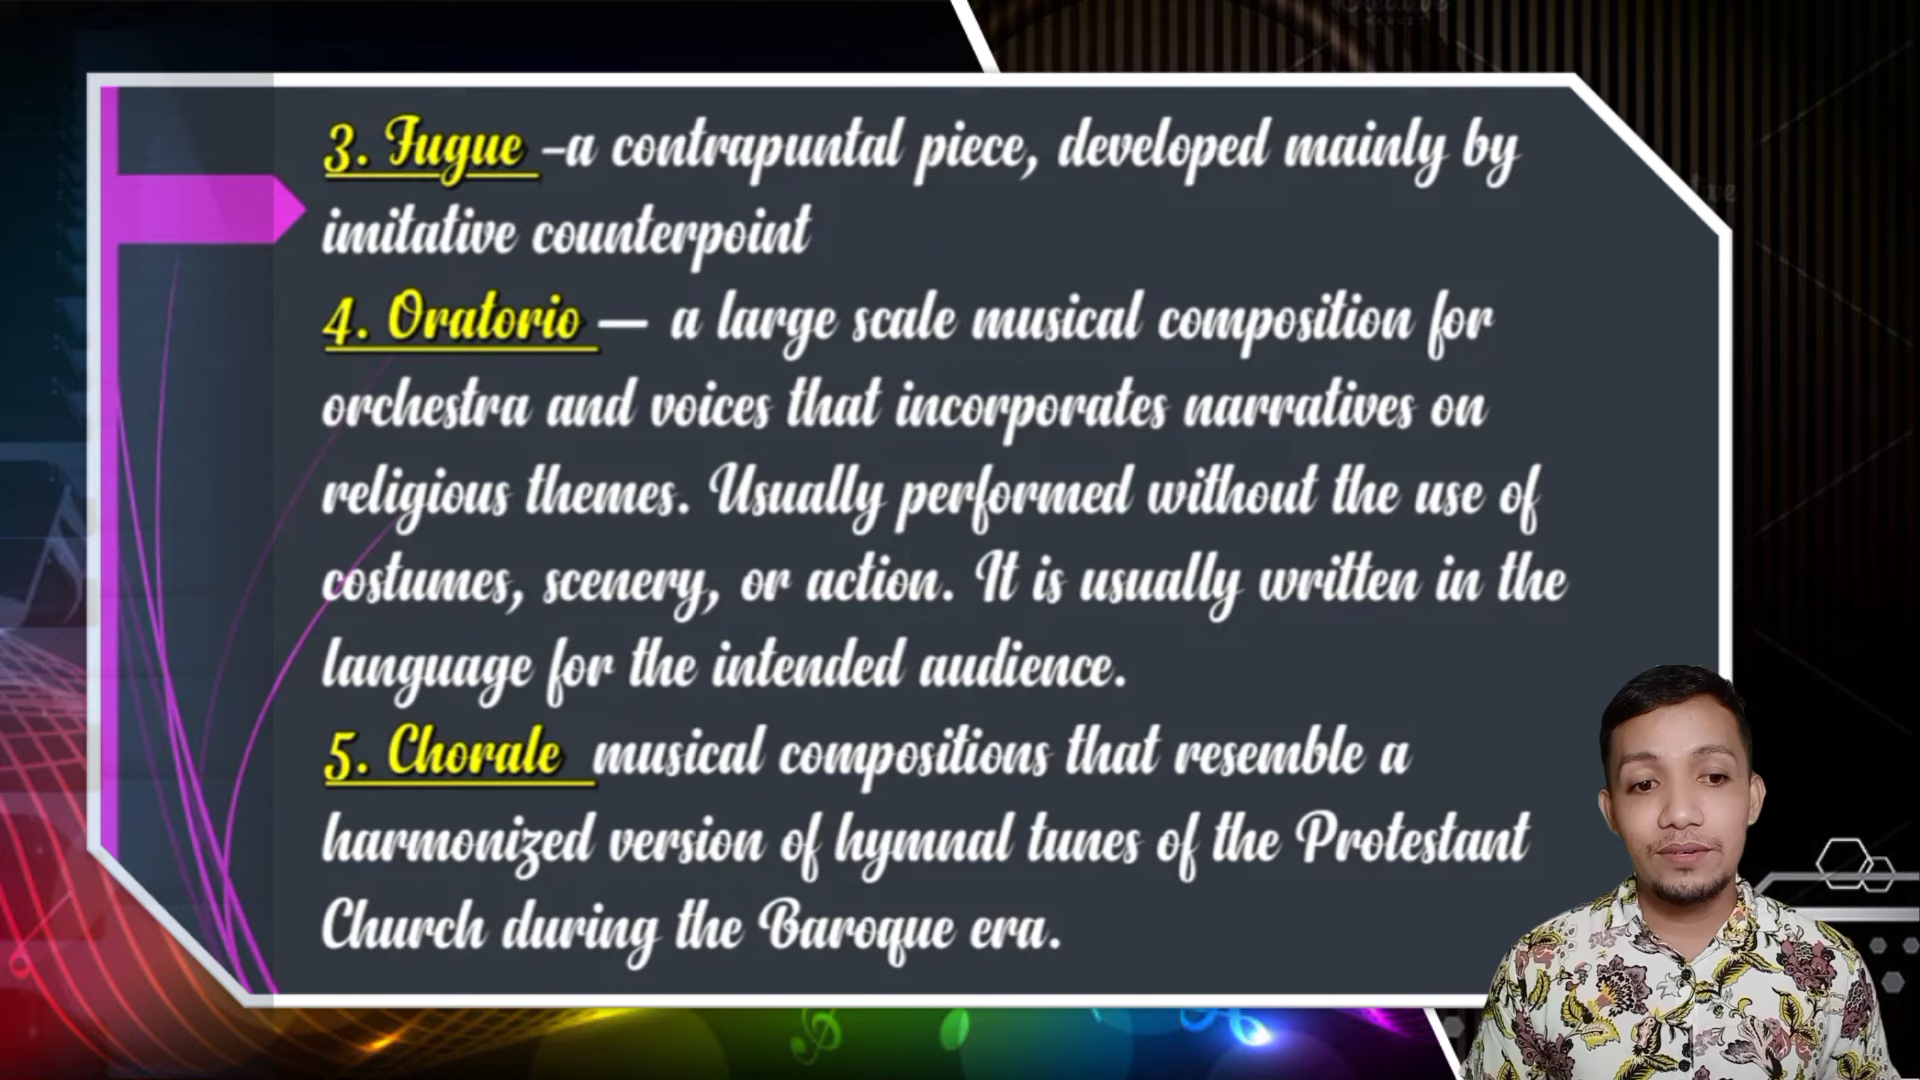 3. Fugue –a contrapuntal piece, developed mainly by
imitative counterpoint
4. Oratorio — a large scale musical composition for
orchestra and voices that incorporates narratives on
religious themes. Usually performed without the use of
costumes, scenery, or action. It is usually written in the
language for the intended audience.
5. Chorale musical compositions that resemble a
harmonized version of hymnal tunes of the Protestant
Church during the Baroque era.